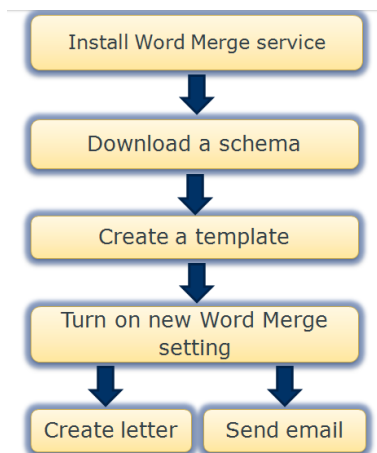 Install Word Merge service
Download a schema
Create a template
Turn on new Word Merge
setting
Create letter
Send email